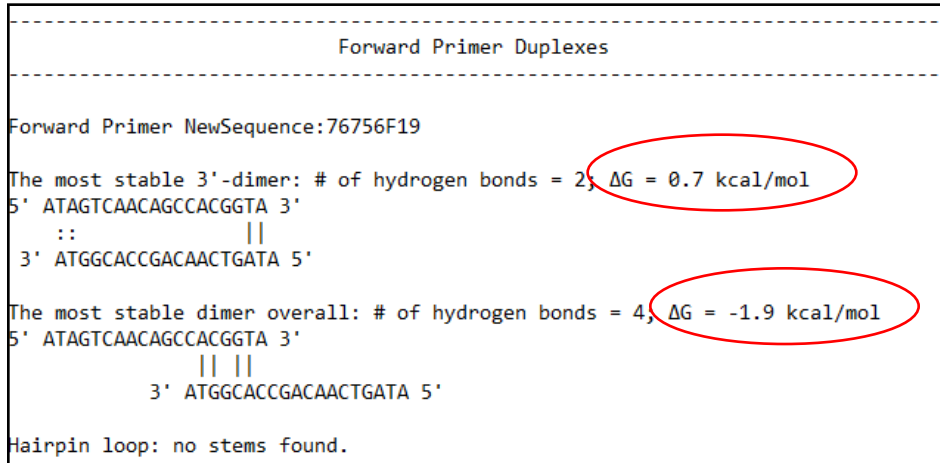 --------------------------------------------------------------------------------
Forward Primer Duplexes
--------------------------------------------------------------------------------
Forward Primer NewSequence:76756F19
The most stable 3'-dimer: # of hydrogen bonds = 2; ΔG = 0.7 kcal/mol
5' ATAGTCAACAGCCACGGTA 3'
    ::              ||
 3' ATGGCACCGACAACTGATA 5'
The most stable dimer overall: # of hydrogen bonds = 4; ΔG = -1.9 kcal/mol
5' ATAGTCAACAGCCACGGTA 3'
                || ||
            3' ATGGCACCGACAACTGATA 5'
Hairpin loop: no stems found.